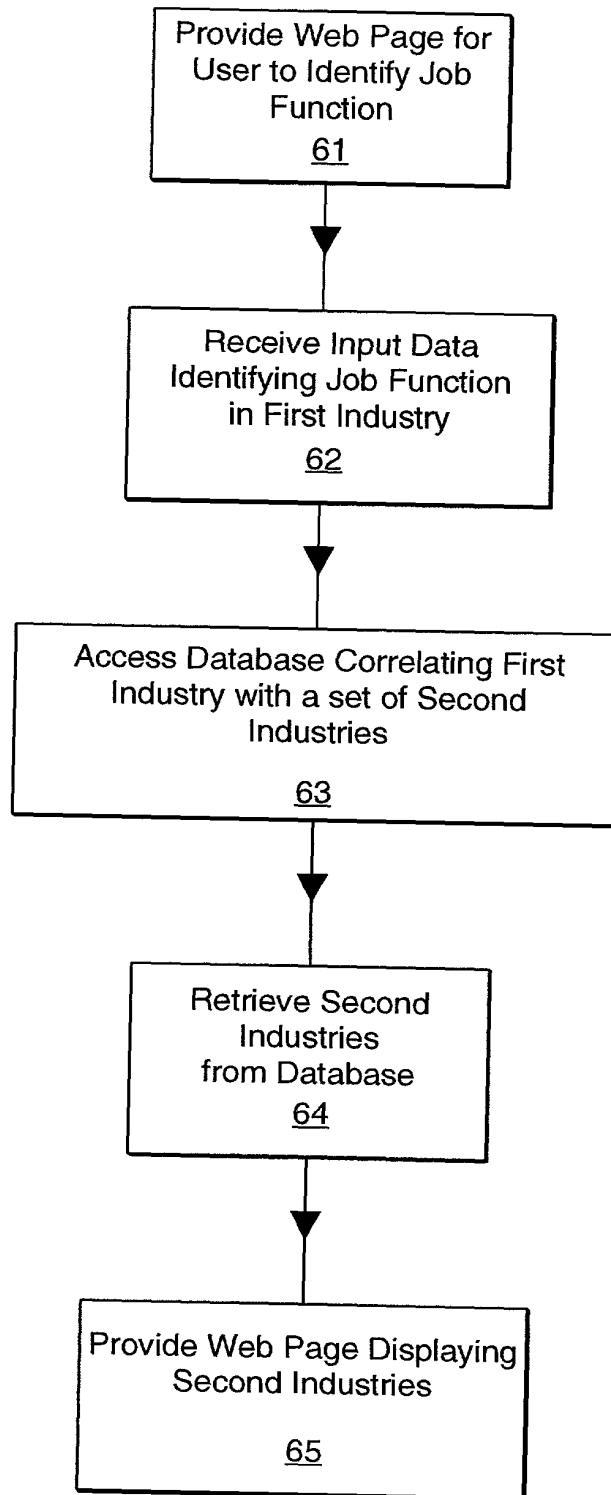 Provide Web Page for
User to Identify Job
Function
61
Receive Input Data
Identifying Job Function
in First Industry
62
Access Database Correlating First
Industry with a set of Second
Industries
63
Retrieve Second
Industries
from Database
64
Provide Web Page Displaying
Second Industries
65